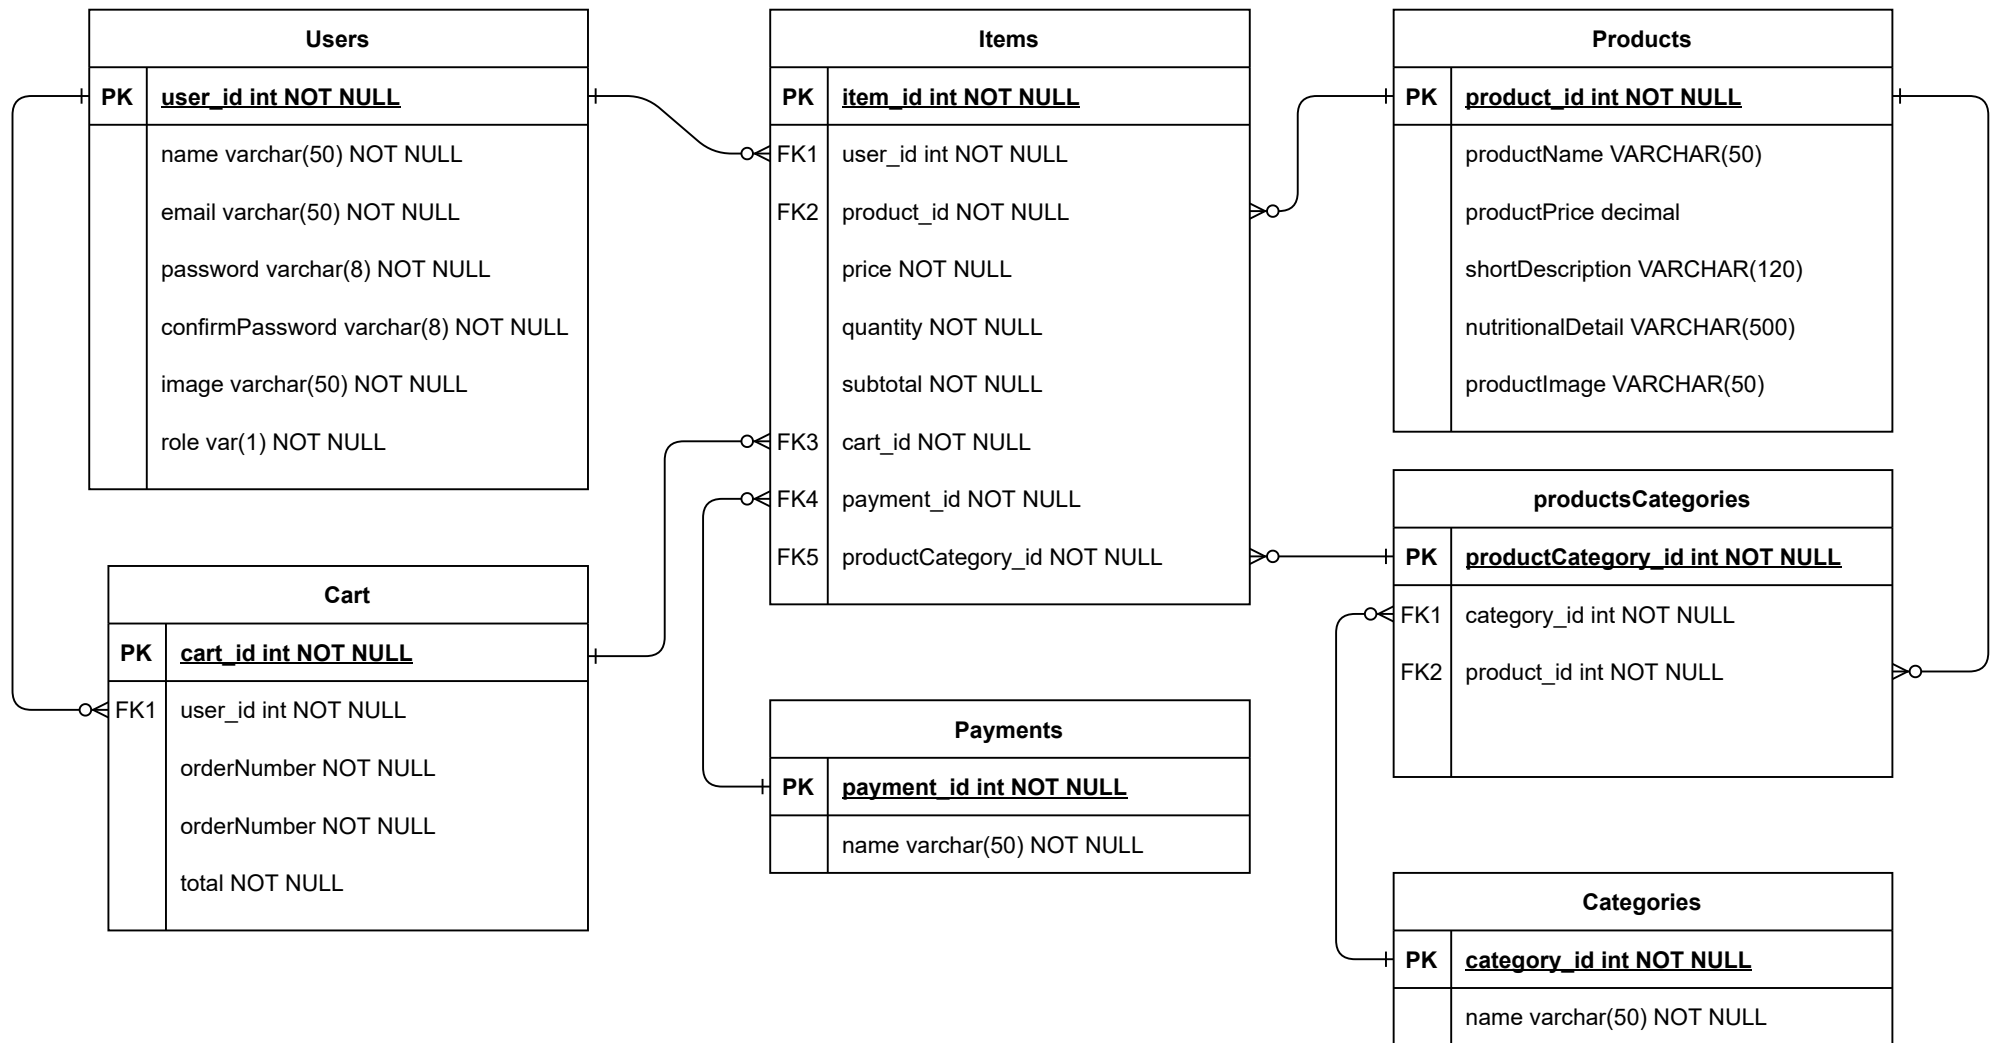 Users
PK user_id int NOT NULL
name varchar(50) NOT NULL
email varchar(50) NOT NULL
password varchar(8) NOT NULL
confirmPassword varchar(8) NOT NULL
image varchar(50) NOT NULL
role var(1) NOT NULL
Cart
PK cart_id int NOT NULL
FK1 user_id int NOT NULL
orderNumber NOT NULL
orderNumber NOT NULL
total NOT NULL
Items
PK item_id int NOT NULL
FK1 user_id int NOT NULL
FK2 product_id NOT NULL
price NOT NULL
quantity NOT NULL
subtotal NOT NULL
FK3 cart_id NOT NULL
FK4 payment_id NOT NULL
FK5 productCategory_id NOT NULL
Payments
PK payment_id int NOT NULL
name varchar(50) NOT NULL
Products
PK product_id int NOT NULL
productName VARCHAR(50)
productPrice decimal
shortDescription VARCHAR(120)
nutritionalDetail VARCHAR(500)
productImage VARCHAR(50)
productsCategories
PK productCategory_id int NOT NULL
FK1 category_id int NOT NULL
FK2 product_id int NOT NULL
Categories
PK category_id int NOT NULL
name varchar(50) NOT NULL